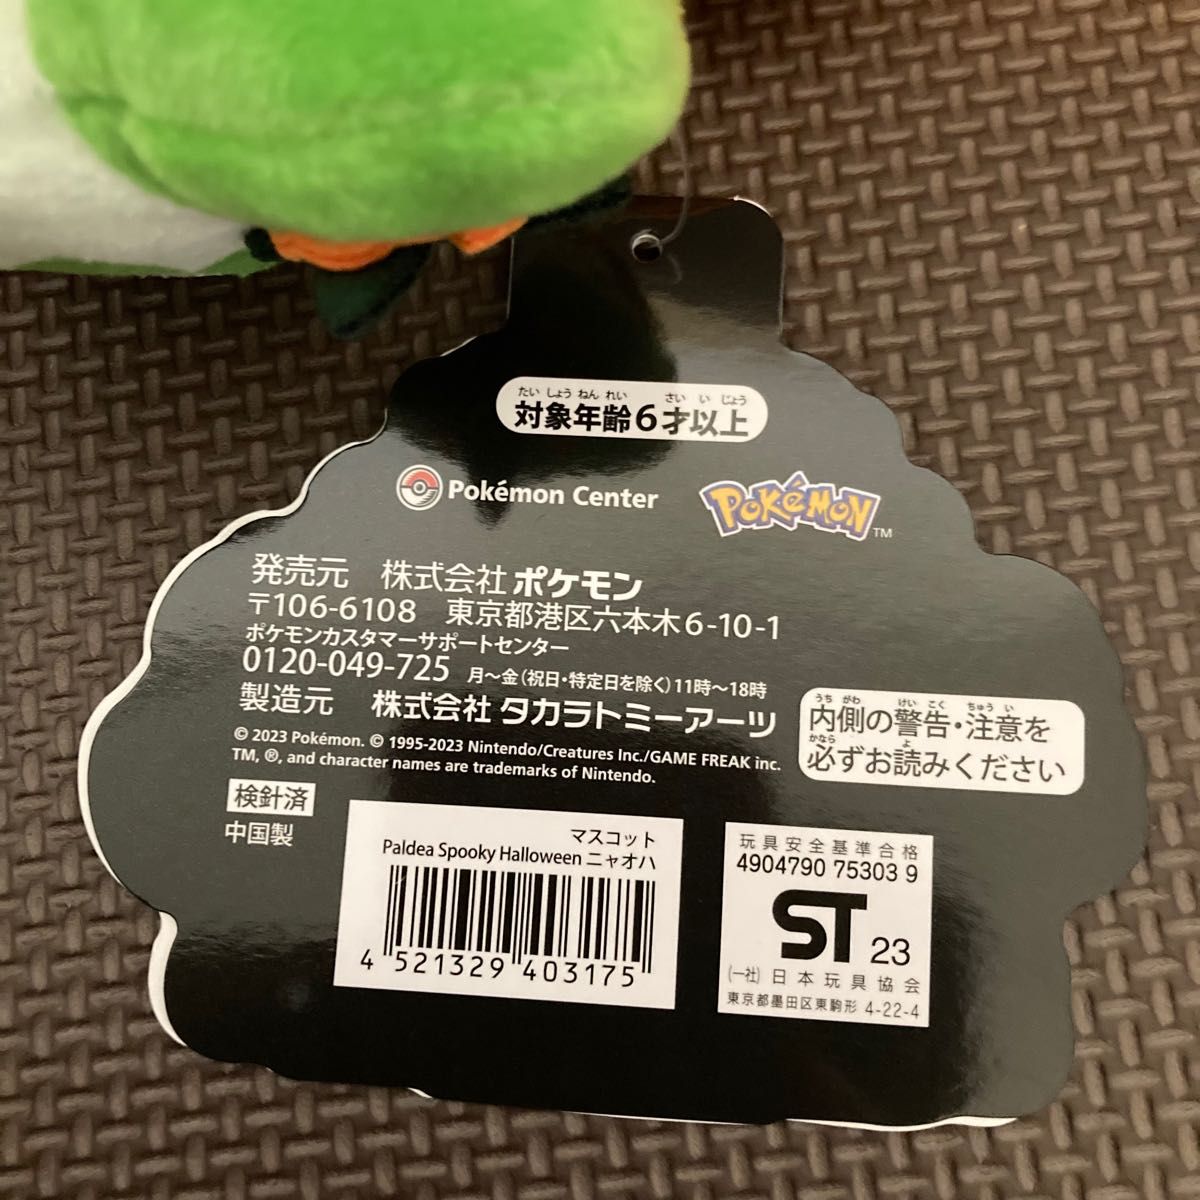 たいしょうねんれい さいいじょう
対象年齢6才以上
Pokémon Center
POKéMON™
発売元 株式会社 ポケモン
〒106-6108 東京都港区六本木6-10-1
ポケモンカスタマーサポートセンター
0120-049-725 月～金(祝日・特定日を除く)11時～18時
製造元 株式会社 タカラトミーアーツ
© 2023 Pokémon. © 1995-2023 Nintendo/Creatures Inc./GAME FREAK inc.
TM, ®, and character names are trademarks of Nintendo.
うちがわ けいこく ちゅうい
内側の警告・注意を
かなら よ
必ずお読みください
検針済
中国製
マスコット
Paldea Spooky Halloween ニャオハ
4 521329 403175
玩具安全基準合格
4904790 75303 9
ST 23
(一社) 日本玩具協会
東京都墨田区東駒形 4-22-4